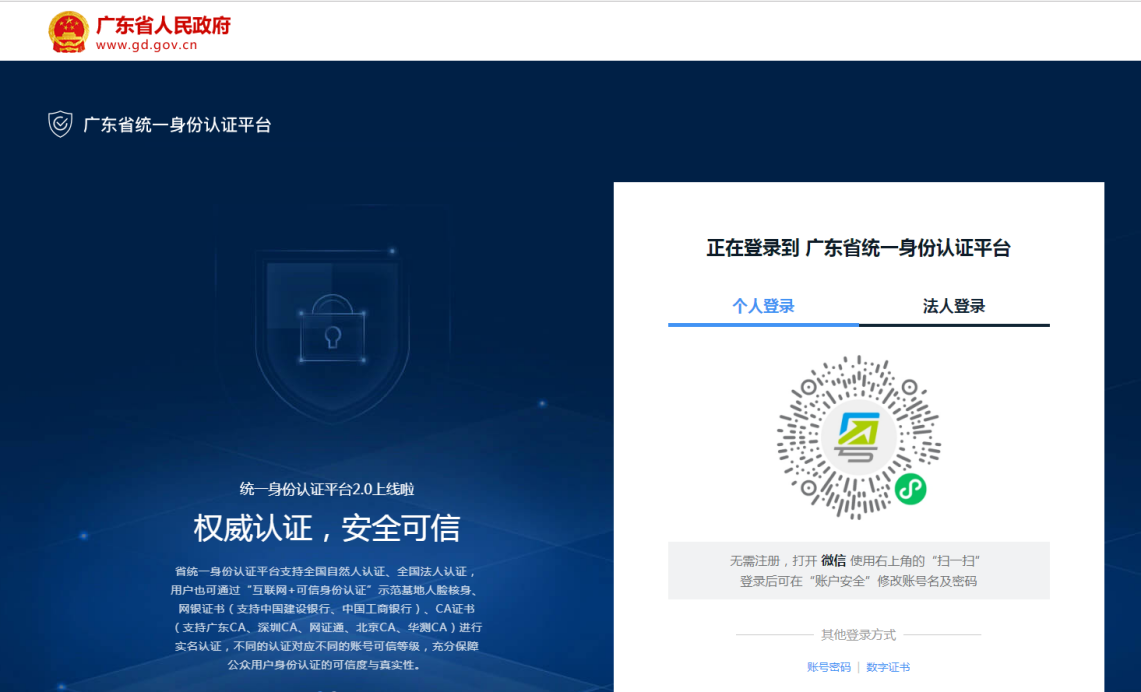 广东省人民政府
www.gd.gov.cn
广东省统一身份认证平台
统一身份认证平台2.0上线啦
权威认证，安全可信
省统一身份认证平台支持全国自然人认证、全国法人认证，
用户也可通过“互联网+可信身份认证”示范基地人脸核身、
网银证书（支持中国建设银行、中国工商银行）、CA证书
（支持广东CA、深圳CA、网证通、北京CA、华测CA）进行
实名认证，不同的认证对应不同的账号可信等级，充分保障
公众用户身份认证的可信度与真实性。
正在登录到 广东省统一身份认证平台
个人登录
法人登录
无需注册，打开 微信 使用右上角的“扫一扫”
登录后可在“账户安全”修改账号名及密码
其他登录方式
账号密码 | 数字证书